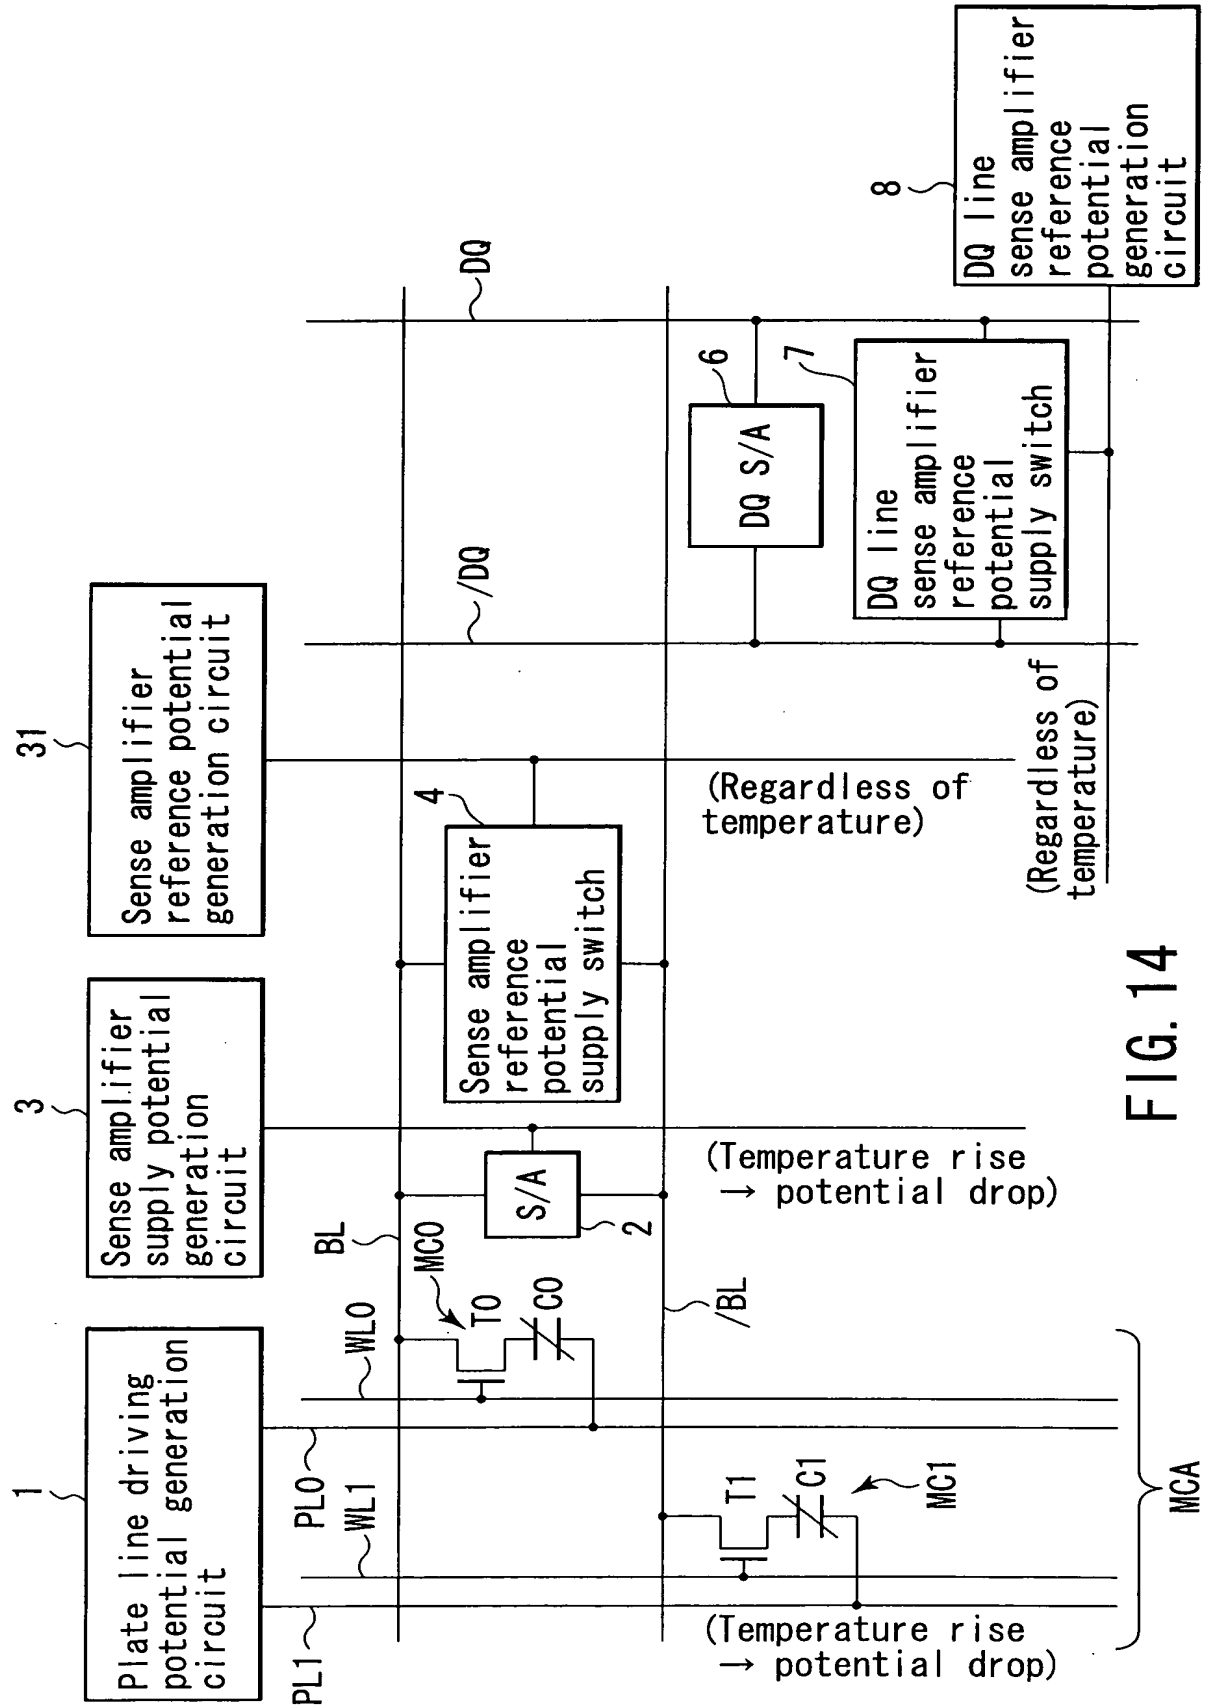 1
Plate line driving
potential generation
circuit
3
Sense amplifier
supply potential
generation
circuit
31
Sense amplifier
reference potential
generation circuit
PL1
WL1
PL0
WL0
BL
MC0
T0
C0
S/A
2
/BL
4
Sense amplifier
reference
potential
supply switch
/DQ
DQ
T1
C1
MC1
(Temperature rise
→ potential drop)
(Temperature rise
→ potential drop)
(Regardless of
temperature)
DQ S/A
6
7
DQ line
sense amplifier
reference
potential
supply switch
8
DQ line
sense amplifier
reference
potential
generation
circuit
(Regardless of
temperature)
MCA
FIG. 14